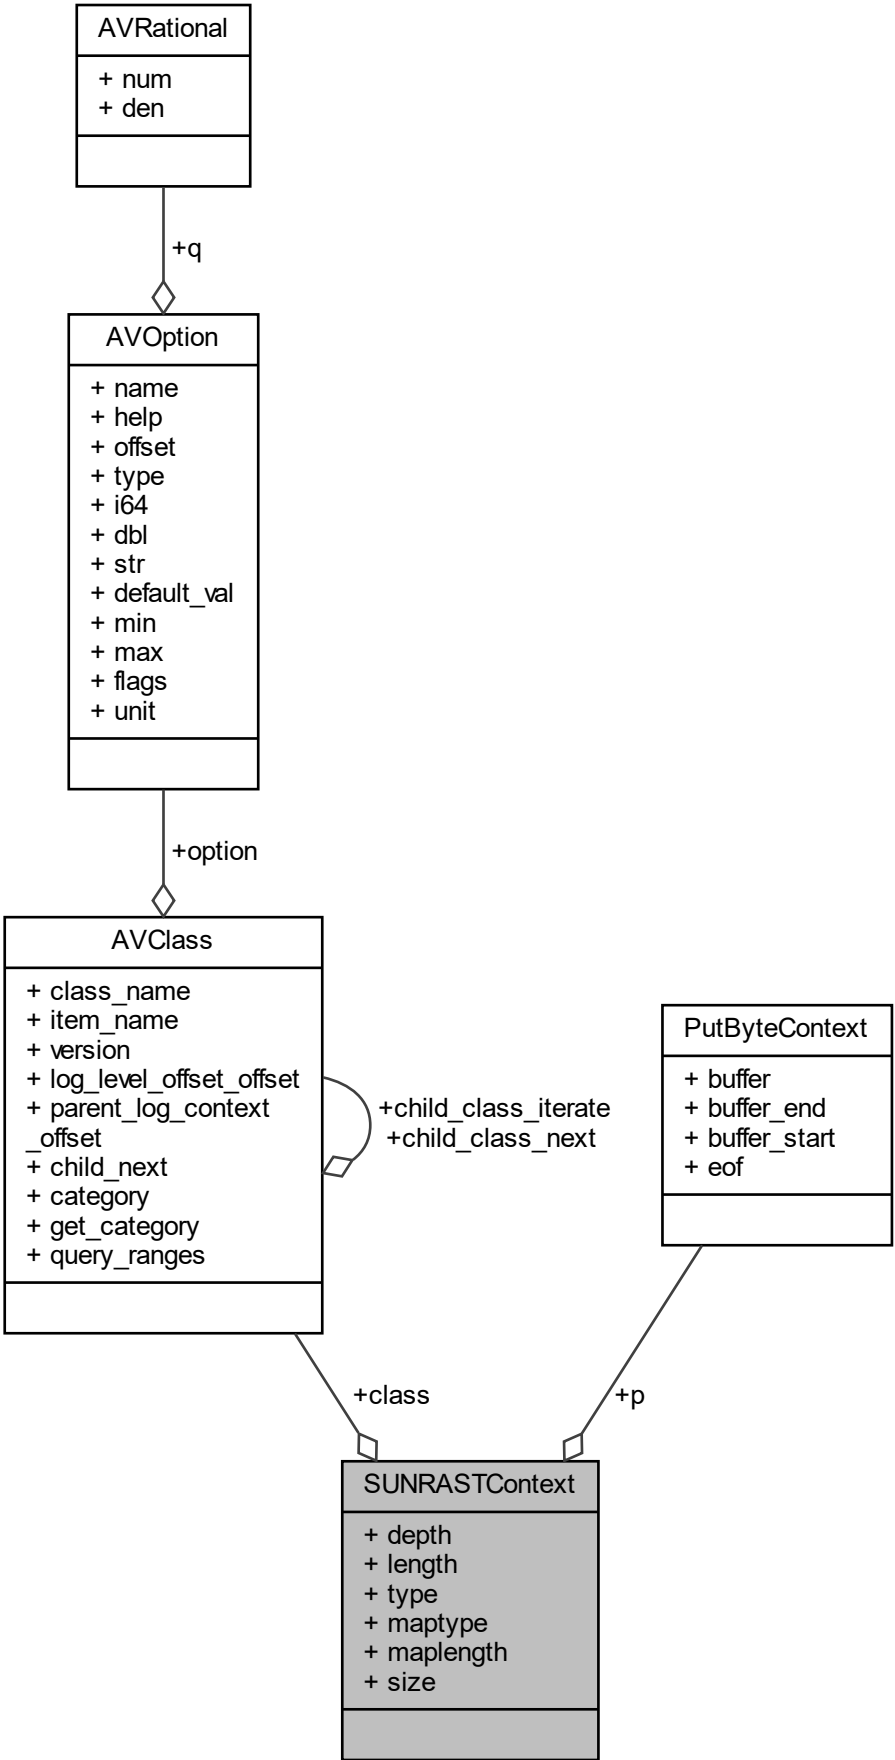 AVRational
+ num
+ den
+q
AVOption
+ name
+ help
+ offset
+ type
+ i64
+ dbl
+ str
+ default_val
+ min
+ max
+ flags
+ unit
+option
AVClass
+ class_name
+ item_name
+ version
+ log_level_offset_offset
+ parent_log_context
_offset
+ child_next
+ category
+ get_category
+ query_ranges
+child_class_iterate
+child_class_next
PutByteContext
+ buffer
+ buffer_end
+ buffer_start
+ eof
+class
+p
SUNRASTContext
+ depth
+ length
+ type
+ maptype
+ maplength
+ size